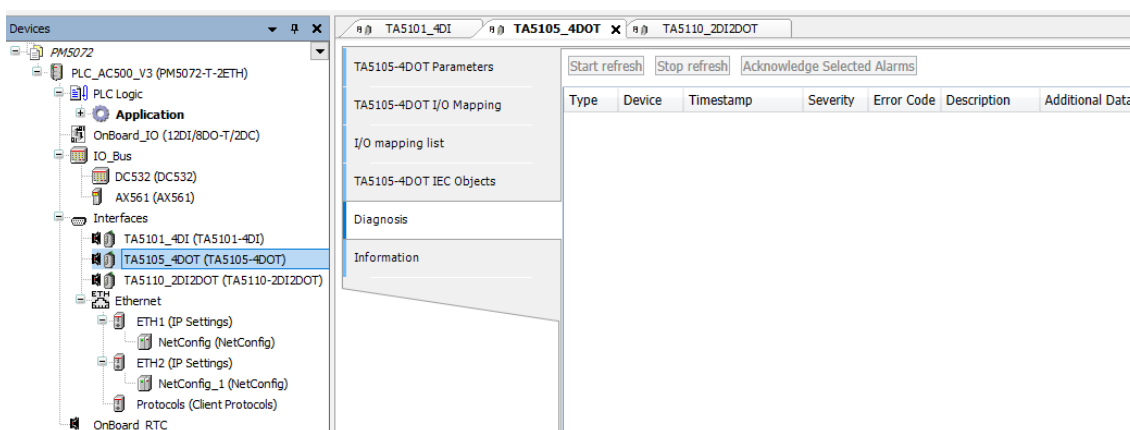 Devices
PM5072
PLC_AC500_V3 (PM5072-T-2ETH)
PLC Logic
Application
OnBoard_IO (12DI/8DO-T/2DC)
IO_Bus
DC532 (DC532)
AX561 (AX561)
Interfaces
TA5101_4DI (TA5101-4DI)
TA5105_4DOT (TA5105-4DOT)
TA5110_2DI2DOT (TA5110-2DI2DOT)
ETH Ethernet
ETH1 (IP Settings)
NetConfig (NetConfig)
ETH2 (IP Settings)
NetConfig_1 (NetConfig)
Protocols (Client Protocols)
OnBoard_RTC
TA5101_4DI TA5105_4DOT TA5110_2DI2DOT
TA5105-4DOT Parameters
TA5105-4DOT I/O Mapping
I/O mapping list
TA5105-4DOT IEC Objects
Diagnosis
Information
Start refresh Stop refresh Acknowledge Selected Alarms
Type Device Timestamp Severity Error Code Description Additional Data